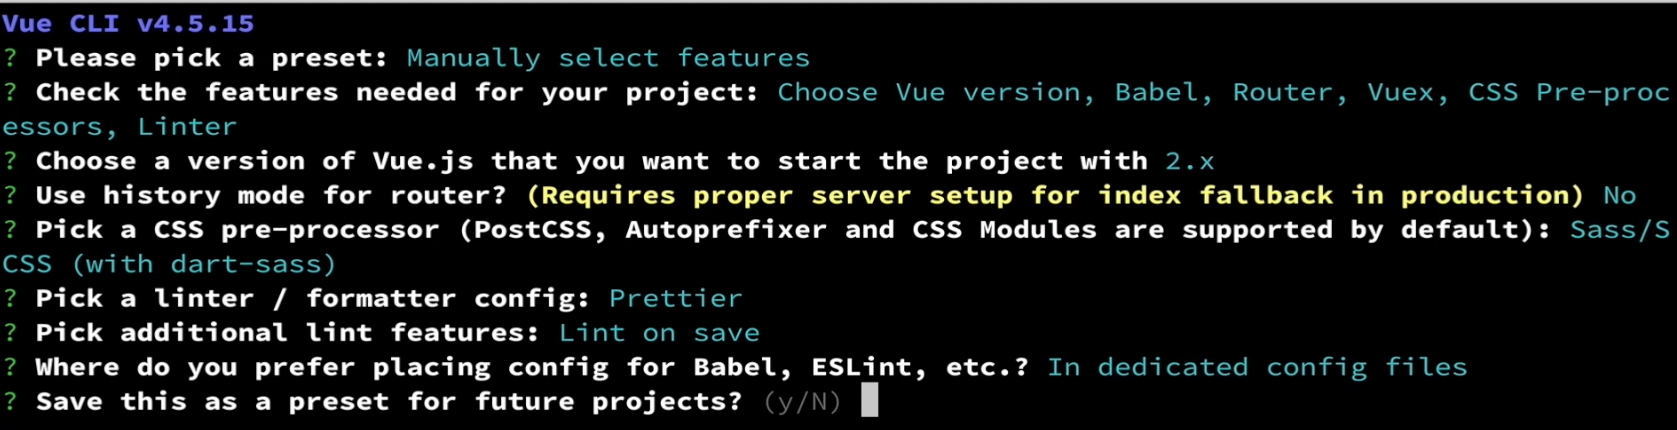 Vue CLI v4.5.15
? Please pick a preset: Manually select features
? Check the features needed for your project: Choose Vue version, Babel, Router, Vuex, CSS Pre-proc
essors, Linter
? Choose a version of Vue.js that you want to start the project with 2.x
? Use history mode for router? (Requires proper server setup for index fallback in production) No
? Pick a CSS pre-processor (PostCSS, Autoprefixer and CSS Modules are supported by default): Sass/S
CSS (with dart-sass)
? Pick a linter / formatter config: Prettier
? Pick additional lint features: Lint on save
? Where do you prefer placing config for Babel, ESLint, etc.? In dedicated config files
? Save this as a preset for future projects? (y/N)